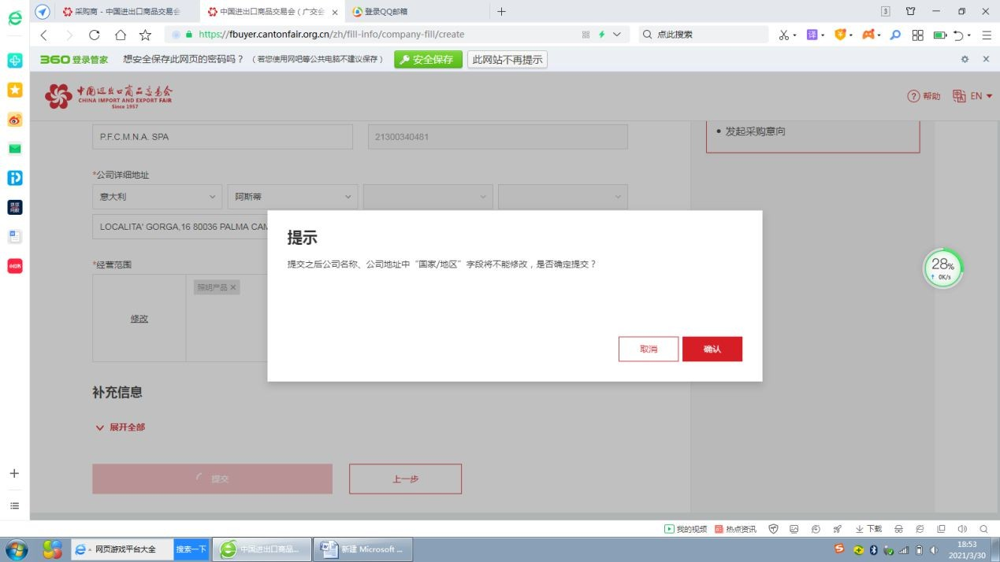 采购商 - 中国进出口商品交易会
中国进出口商品交易会（广交会
登录QQ邮箱
3
https://fbuyer.cantonfair.org.cn/zh/fill-info/company-fill/create
点此搜索
译
360登录管家
想安全保存此网页的密码吗？（若您使用网吧等公共电脑不建议保存）
安全保存
此网站不再提示
中国进出口商品交易会
CHINA IMPORT AND EXPORT FAIR
Since 1957
帮助
EN
P.F.C.M.N.A. SPA
21300340481
• 发起采购意向
*公司详细地址
意大利
阿斯蒂
LOCALITA' GORGA,16 80036 PALMA CAM
提示
提交之后公司名称、公司地址中“国家/地区”字段将不能修改，是否确定提交？
取消
确认
*经营范围
照明产品
修改
28%
0K/s
补充信息
展开全部
提交
上一步
我的视频
热点资讯
下载
网页游戏平台大全
搜索一下
中国进出口商品...
新建 Microsoft ...
18:53
2021/3/30